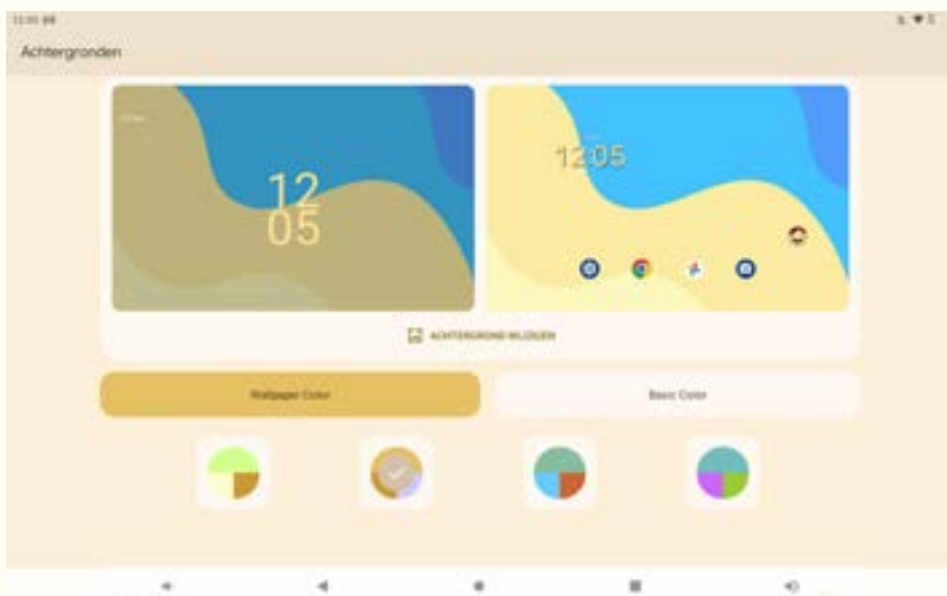 Achtergronden
12
05
12:05
ACHTERGROND WIJZIGEN
Wallpaper Color
Basic Color